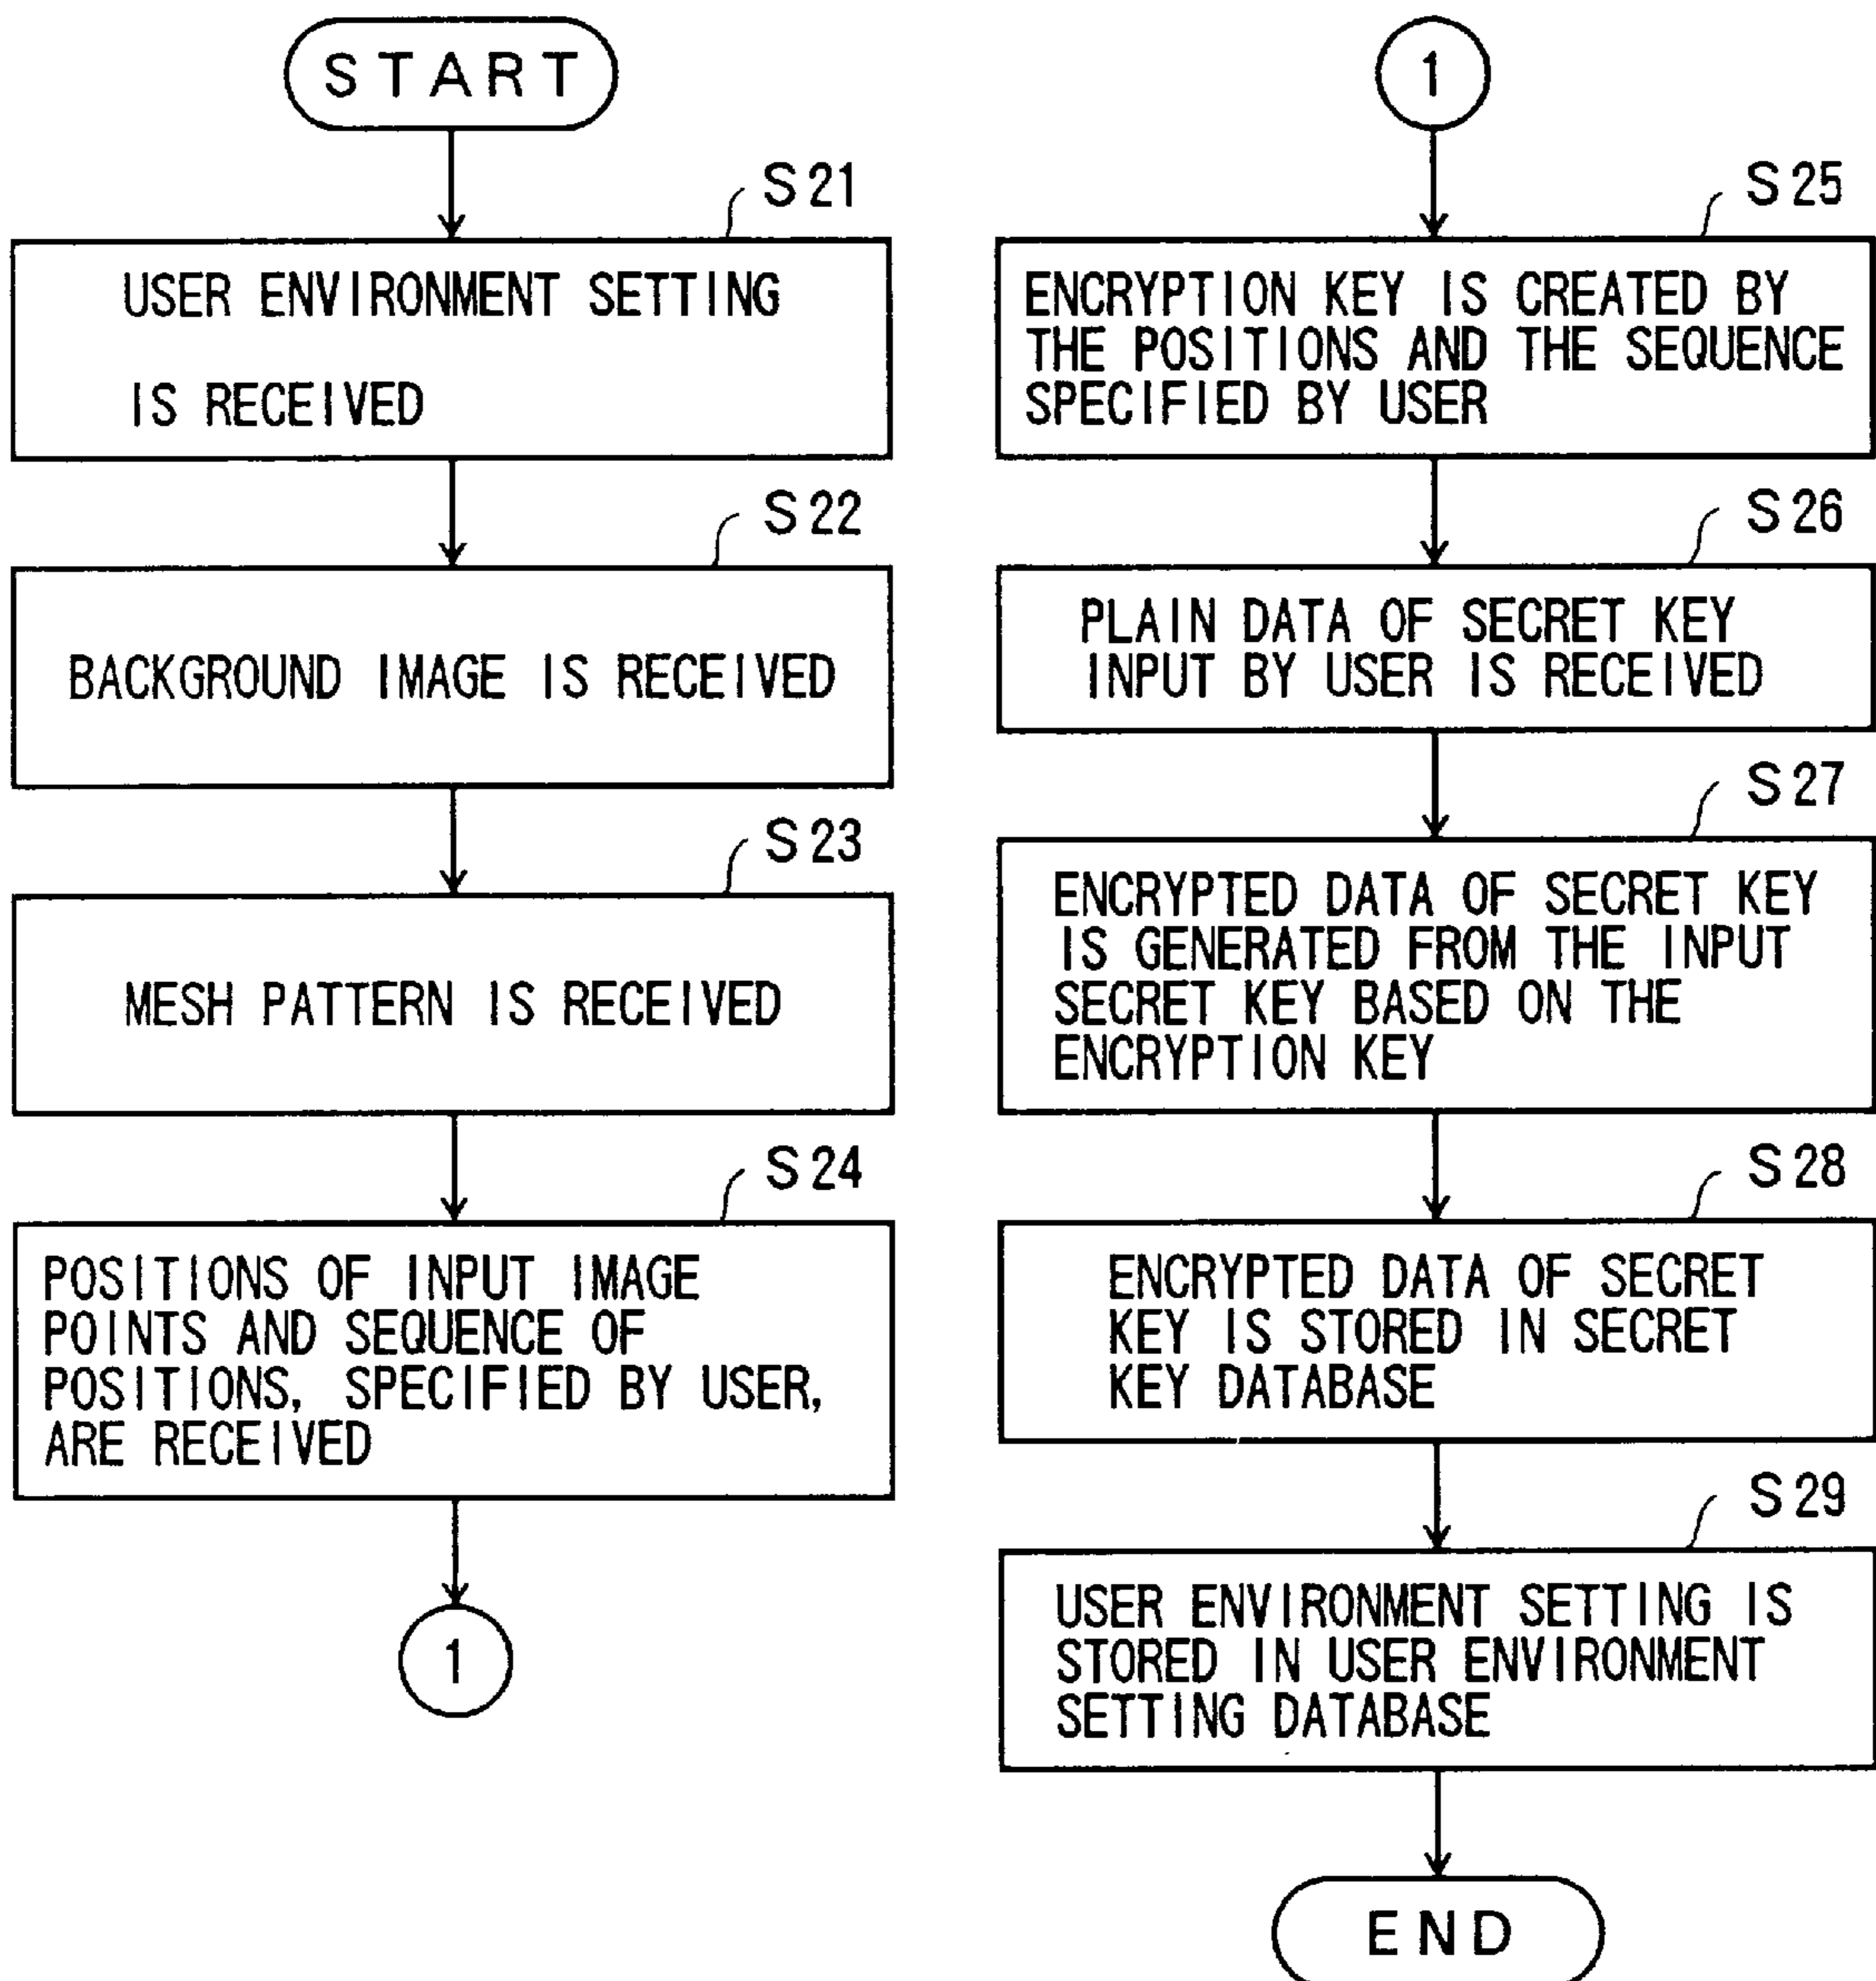 START
S21
USER ENVIRONMENT SETTING
IS RECEIVED
S22
BACKGROUND IMAGE IS RECEIVED
S23
MESH PATTERN IS RECEIVED
S24
POSITIONS OF INPUT IMAGE
POINTS AND SEQUENCE OF
POSITIONS, SPECIFIED BY USER,
ARE RECEIVED
1
1
S25
ENCRYPTION KEY IS CREATED BY
THE POSITIONS AND THE SEQUENCE
SPECIFIED BY USER
S26
PLAIN DATA OF SECRET KEY
INPUT BY USER IS RECEIVED
S27
ENCRYPTED DATA OF SECRET KEY
IS GENERATED FROM THE INPUT
SECRET KEY BASED ON THE
ENCRYPTION KEY
S28
ENCRYPTED DATA OF SECRET
KEY IS STORED IN SECRET
KEY DATABASE
S29
USER ENVIRONMENT SETTING IS
STORED IN USER ENVIRONMENT
SETTING DATABASE
END